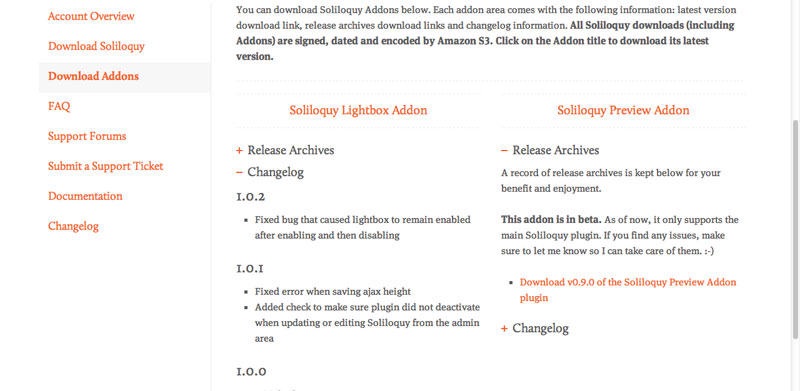 Account Overview
Download Soliloquy
Download Addons
FAQ
Support Forums
Submit a Support Ticket
Documentation
Changelog
You can download Soliloquy Addons below. Each addon area comes with the following information: latest version
download link, release archives download links and changelog information. All Soliloquy downloads (including
Addons) are signed, dated and encoded by Amazon S3. Click on the Addon title to download its latest
version.
Soliloquy Lightbox Addon
+ Release Archives
− Changelog
1.0.2
▪ Fixed bug that caused lightbox to remain enabled
after enabling and then disabling
1.0.1
▪ Fixed error when saving ajax height
▪ Added check to make sure plugin did not deactivate
when updating or editing Soliloquy from the admin
area
1.0.0
Soliloquy Preview Addon
− Release Archives
A record of release archives is kept below for your
benefit and enjoyment.
This addon is in beta. As of now, it only supports the
main Soliloquy plugin. If you find any issues, make
sure to let me know so I can take care of them. :-)
▪ Download v0.9.0 of the Soliloquy Preview Addon
plugin
+ Changelog